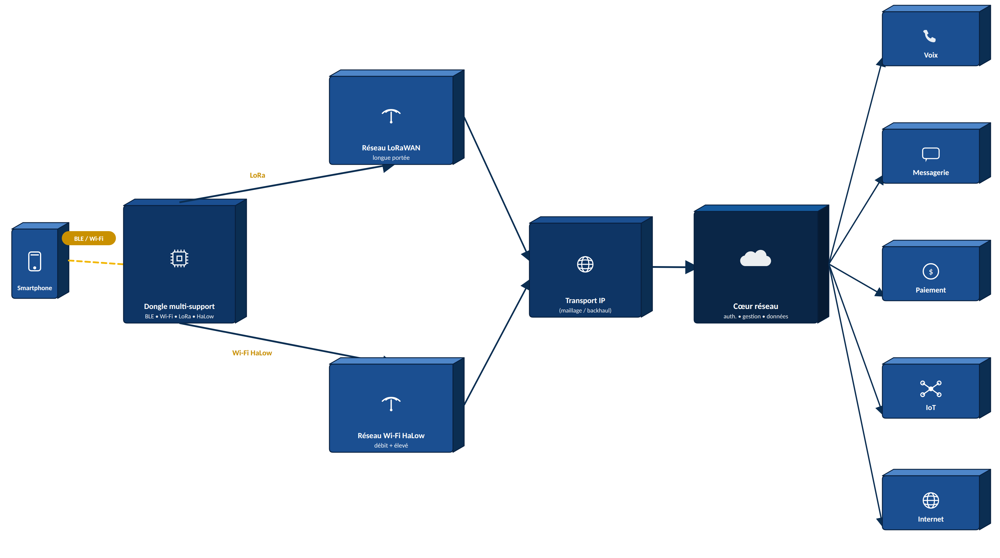 Smartphone
BLE / Wi-Fi
Dongle multi-support
BLE • Wi-Fi • LoRa • HaLow
LoRa
Wi-Fi HaLow
Réseau LoRaWAN
longue portée
Réseau Wi-Fi HaLow
débit + élevé
Transport IP
(maillage / backhaul)
Cœur réseau
auth. • gestion • données
Voix
Messagerie
$
Paiement
IoT
Internet